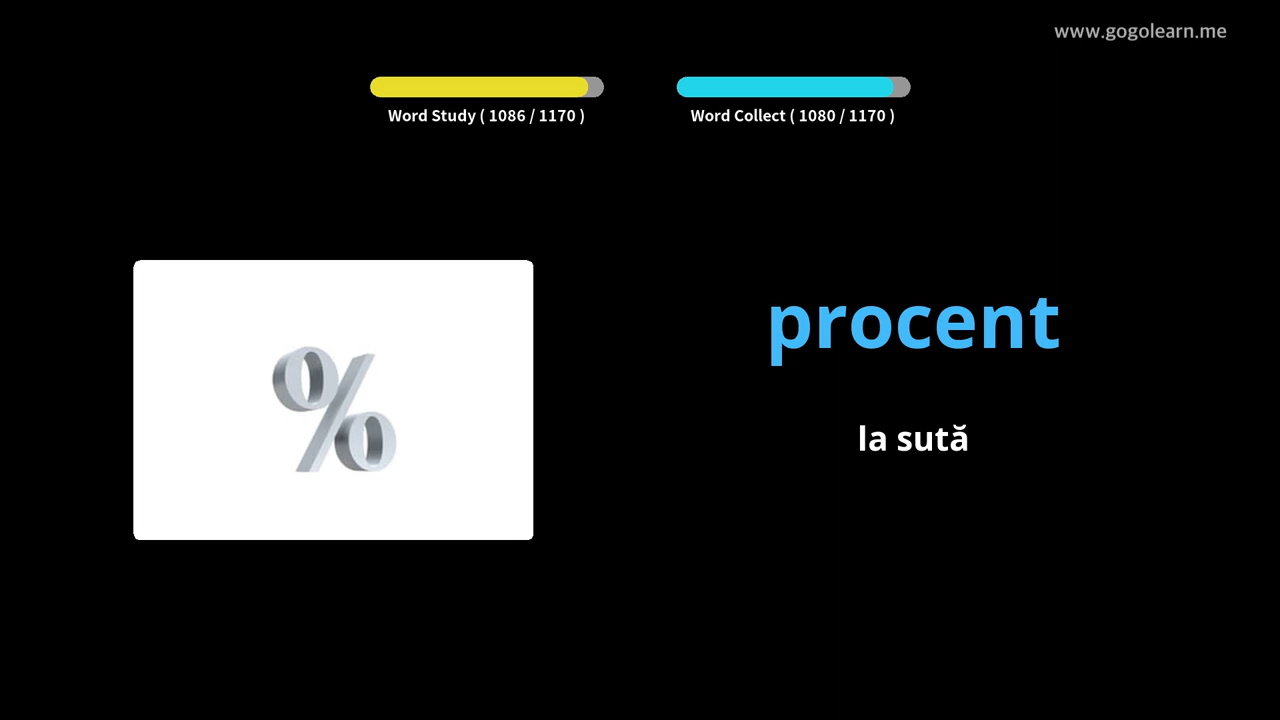 www.gogolearn.me
Word Study ( 1086 / 1170 )
Word Collect ( 1080 / 1170 )
%
procent
la sută